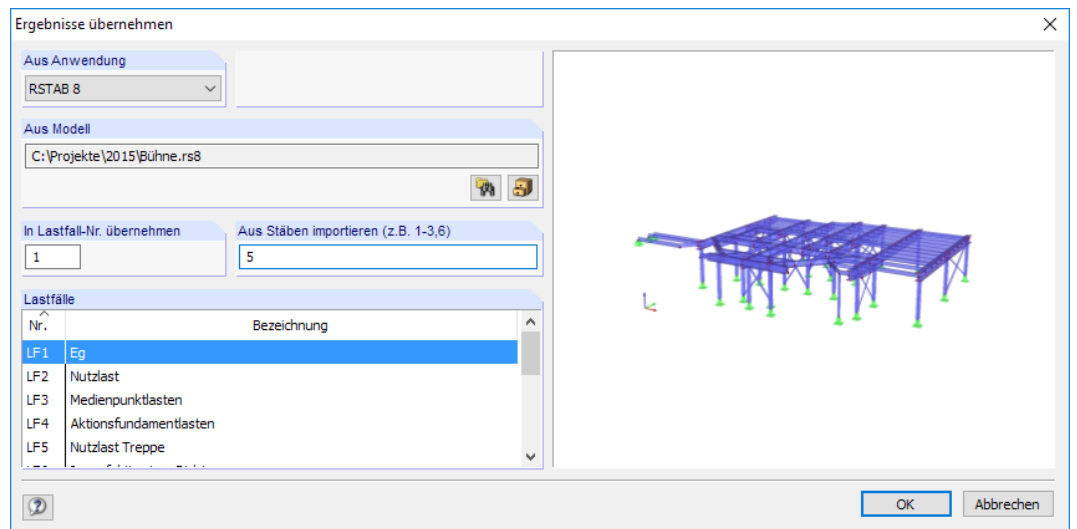 Ergebnisse übernehmen
Aus Anwendung
RSTAB 8
Aus Modell
C:\Projekte\2015\Bühne.rs8
In Lastfall-Nr. übernehmen
Aus Stäben importieren (z.B. 1-3,6)
1
5
Lastfälle
Nr. Bezeichnung
LF1 Eg
LF2 Nutzlast
LF3 Medienpunktlasten
LF4 Aktionsfundamentlasten
LF5 Nutzlast Treppe
OK
Abbrechen